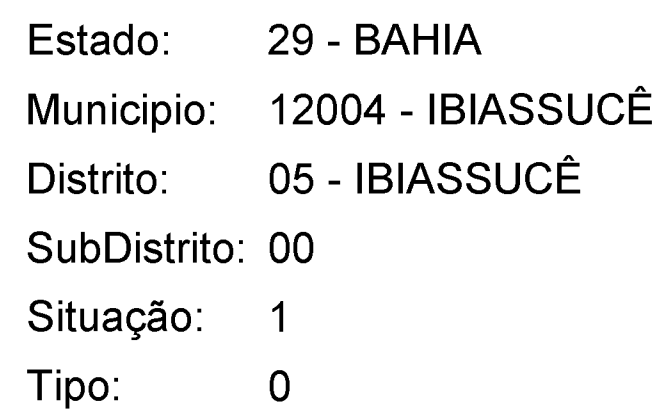 Estado: 29 - BAHIA
Municipio: 12004 - IBIASSUCÊ
Distrito: 05 - IBIASSUCÊ
SubDistrito: 00
Situação: 1
Tipo: 0